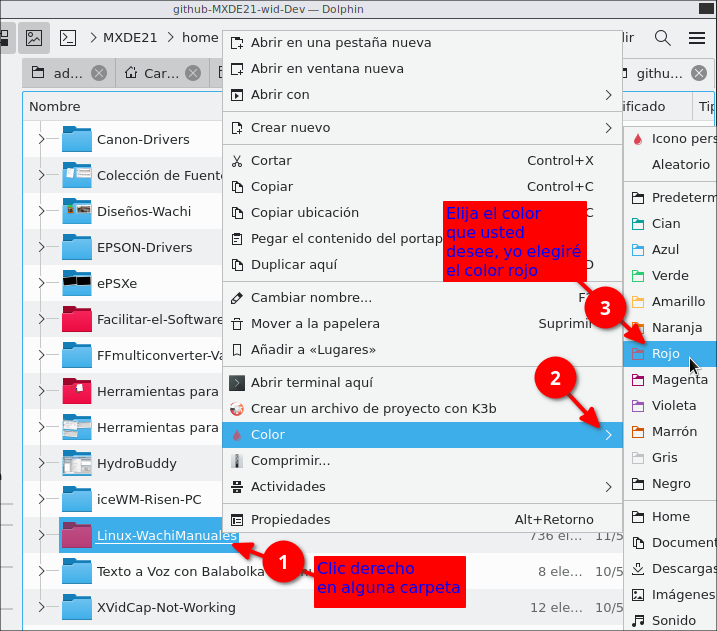 github-MXDE21-wid-Dev — Dolphin
MXDE21
home
ad...
Car...
githu...
Nombre
Canon-Drivers
Colección de Fuent
Diseños-Wachi
EPSON-Drivers
ePSXe
Facilitar-el-Software
FFmulticonverter-Va
Herramientas para
Herramientas para
HydroBuddy
iceWM-Risen-PC
Linux-WachiManuales
736 ele...
11/5
Texto a Voz con Balabolka
8 ele...
10/5
XVidCap-Not-Working
12 ele...
10/5
Abrir en una pestaña nueva
Abrir en ventana nueva
Abrir con
Crear nuevo
Cortar Control+X
Copiar Control+C
Copiar ubicación
Pegar el contenido del portap
Duplicar aquí
Cambiar nombre...
Mover a la papelera Suprimir
Añadir a «Lugares»
Abrir terminal aquí
Crear un archivo de proyecto con K3b
Color
Comprimir...
Actividades
Propiedades Alt+Retorno
Icono pers
Aleatorio
Predeterm
Cian
Azul
Verde
Amarillo
Naranja
Rojo
Magenta
Violeta
Marrón
Gris
Negro
Home
Document
Descargas
Imágenes
Sonido
1
Clic derecho
en alguna carpeta
2
3
Elija el color
que usted
desee, yo elegiré
el color rojo